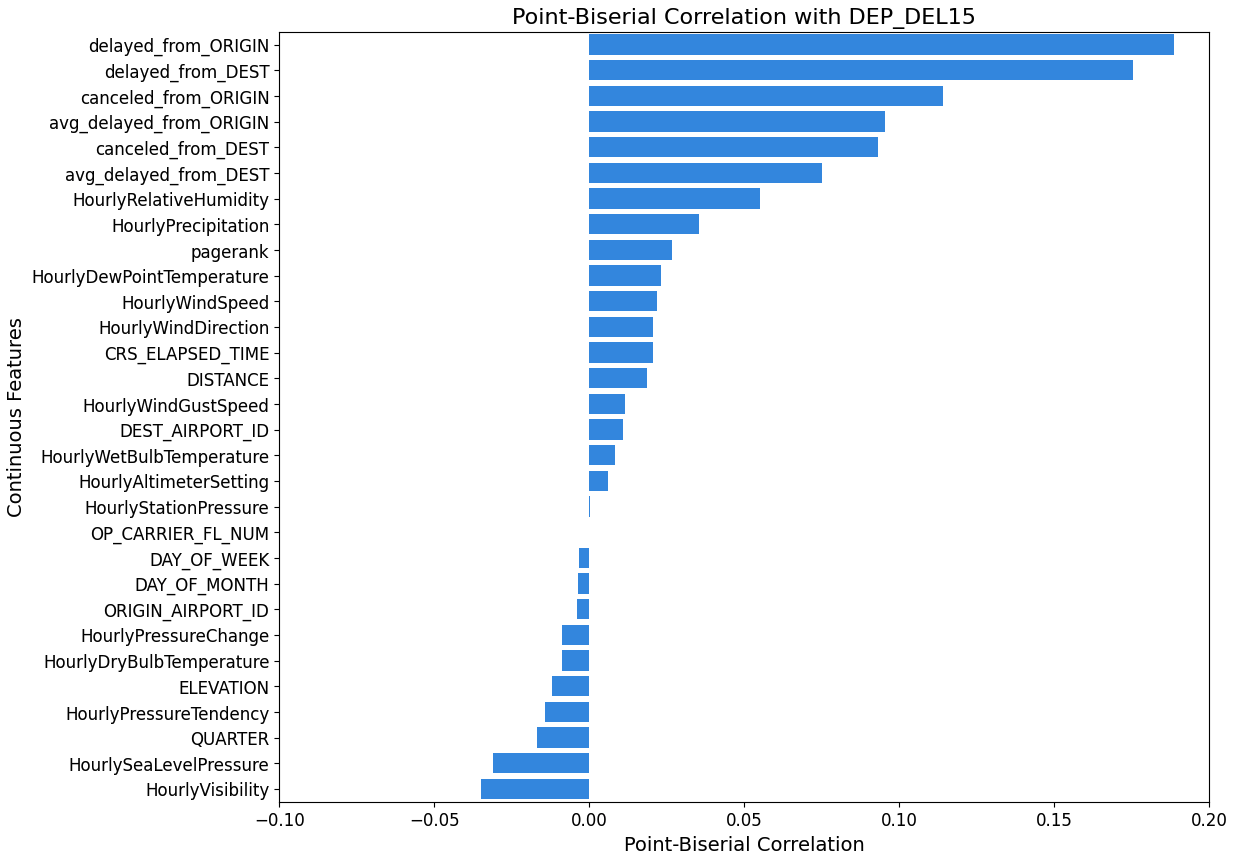 Point-Biserial Correlation with DEP_DEL15
delayed_from_ORIGIN
delayed_from_DEST
canceled_from_ORIGIN
avg_delayed_from_ORIGIN
canceled_from_DEST
avg_delayed_from_DEST
HourlyRelativeHumidity
HourlyPrecipitation
pagerank
HourlyDewPointTemperature
HourlyWindSpeed
HourlyWindDirection
CRS_ELAPSED_TIME
DISTANCE
HourlyWindGustSpeed
DEST_AIRPORT_ID
HourlyWetBulbTemperature
HourlyAltimeterSetting
HourlyStationPressure
OP_CARRIER_FL_NUM
DAY_OF_WEEK
DAY_OF_MONTH
ORIGIN_AIRPORT_ID
HourlyPressureChange
HourlyDryBulbTemperature
ELEVATION
HourlyPressureTendency
QUARTER
HourlySeaLevelPressure
HourlyVisibility
Continuous Features
−0.10 −0.05 0.00 0.05 0.10 0.15 0.20
Point-Biserial Correlation